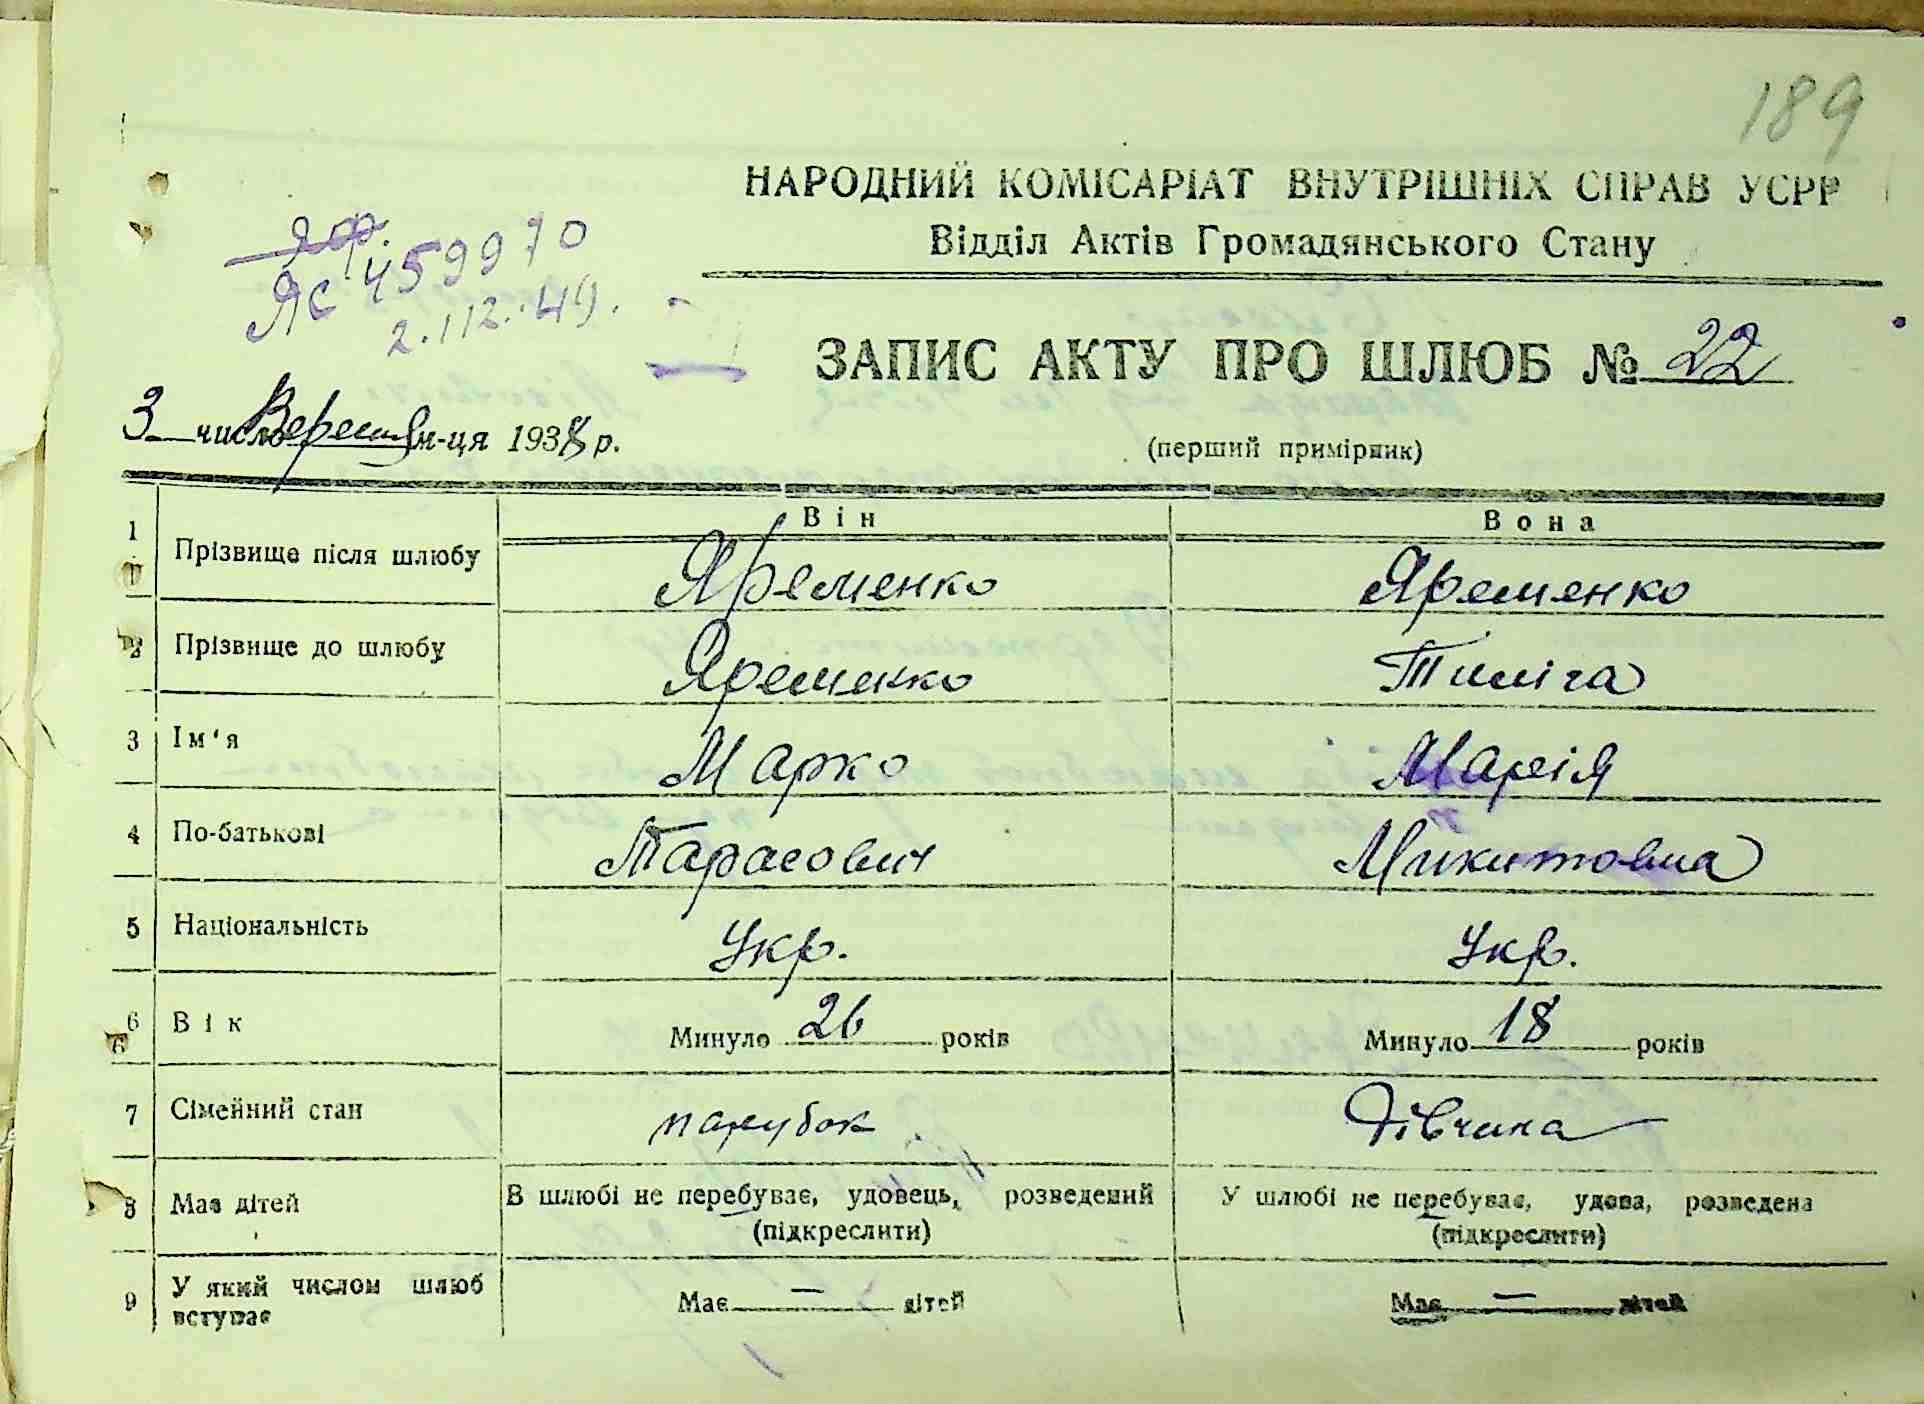 189
НАРОДНИЙ КОМІСАРІАТ ВНУТРІШНІХ СПРАВ УСРР
Відділ Актів Громадянського Стану
ЯС 459970
2.112.49.
ЗАПИС АКТУ ПРО ШЛЮБ № 22
3 число Вересня м-ця 1938 р.
(перший примірник)
Він Вона
1 Прізвище після шлюбу Яременко Яременко
2 Прізвище до шлюбу Яременко
3 Ім'я Марко Марія
4 По-батькові Тарасович Микитовна
5 Національність Укр. Укр.
6 Вік Минуло 26 років Минуло 18 років
7 Сімейний стан парубок Дівчина
8 Має дітей В шлюбі не перебуває, удовець, розведений У шлюбі не перебуває, удова, розведена
(підкреслити) (підкреслити)
9 У який числом шлюб вступає Має — дітей Має — дітей